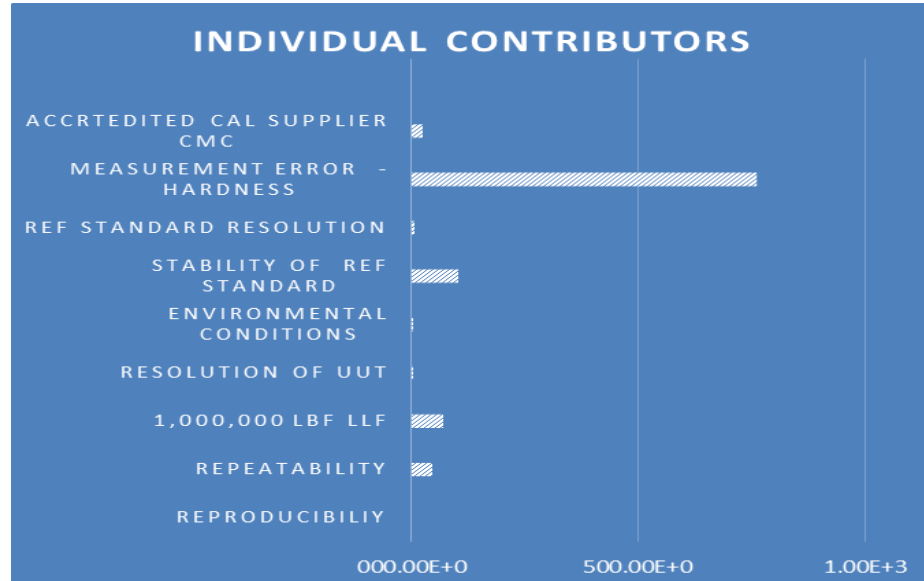 INDIVIDUAL CONTRIBUTORS
ACCRTEDITED CAL SUPPLIER
CMC
MEASUREMENT ERROR -
HARDNESS
REF STANDARD RESOLUTION
STABILITY OF REF
STANDARD
ENVIRONMENTAL
CONDITIONS
RESOLUTION OF UUT
1,000,000 LBF LLF
REPEATABILITY
REPRODUCIBILIY
000.00E+0 500.00E+0 1.00E+3